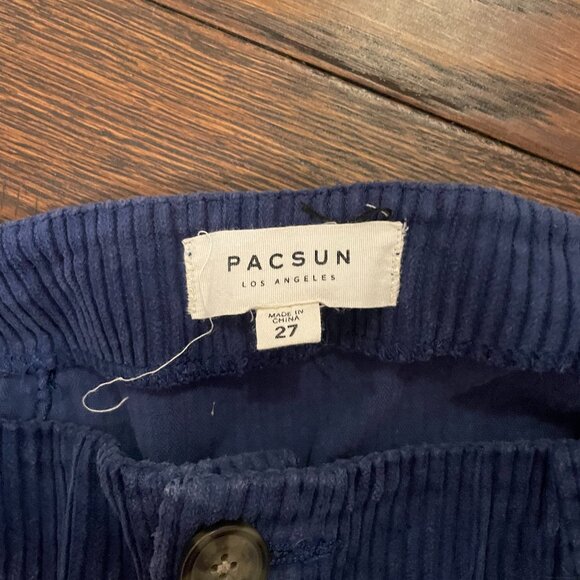 PACSUN
LOS ANGELES
MADE IN
CHINA
27